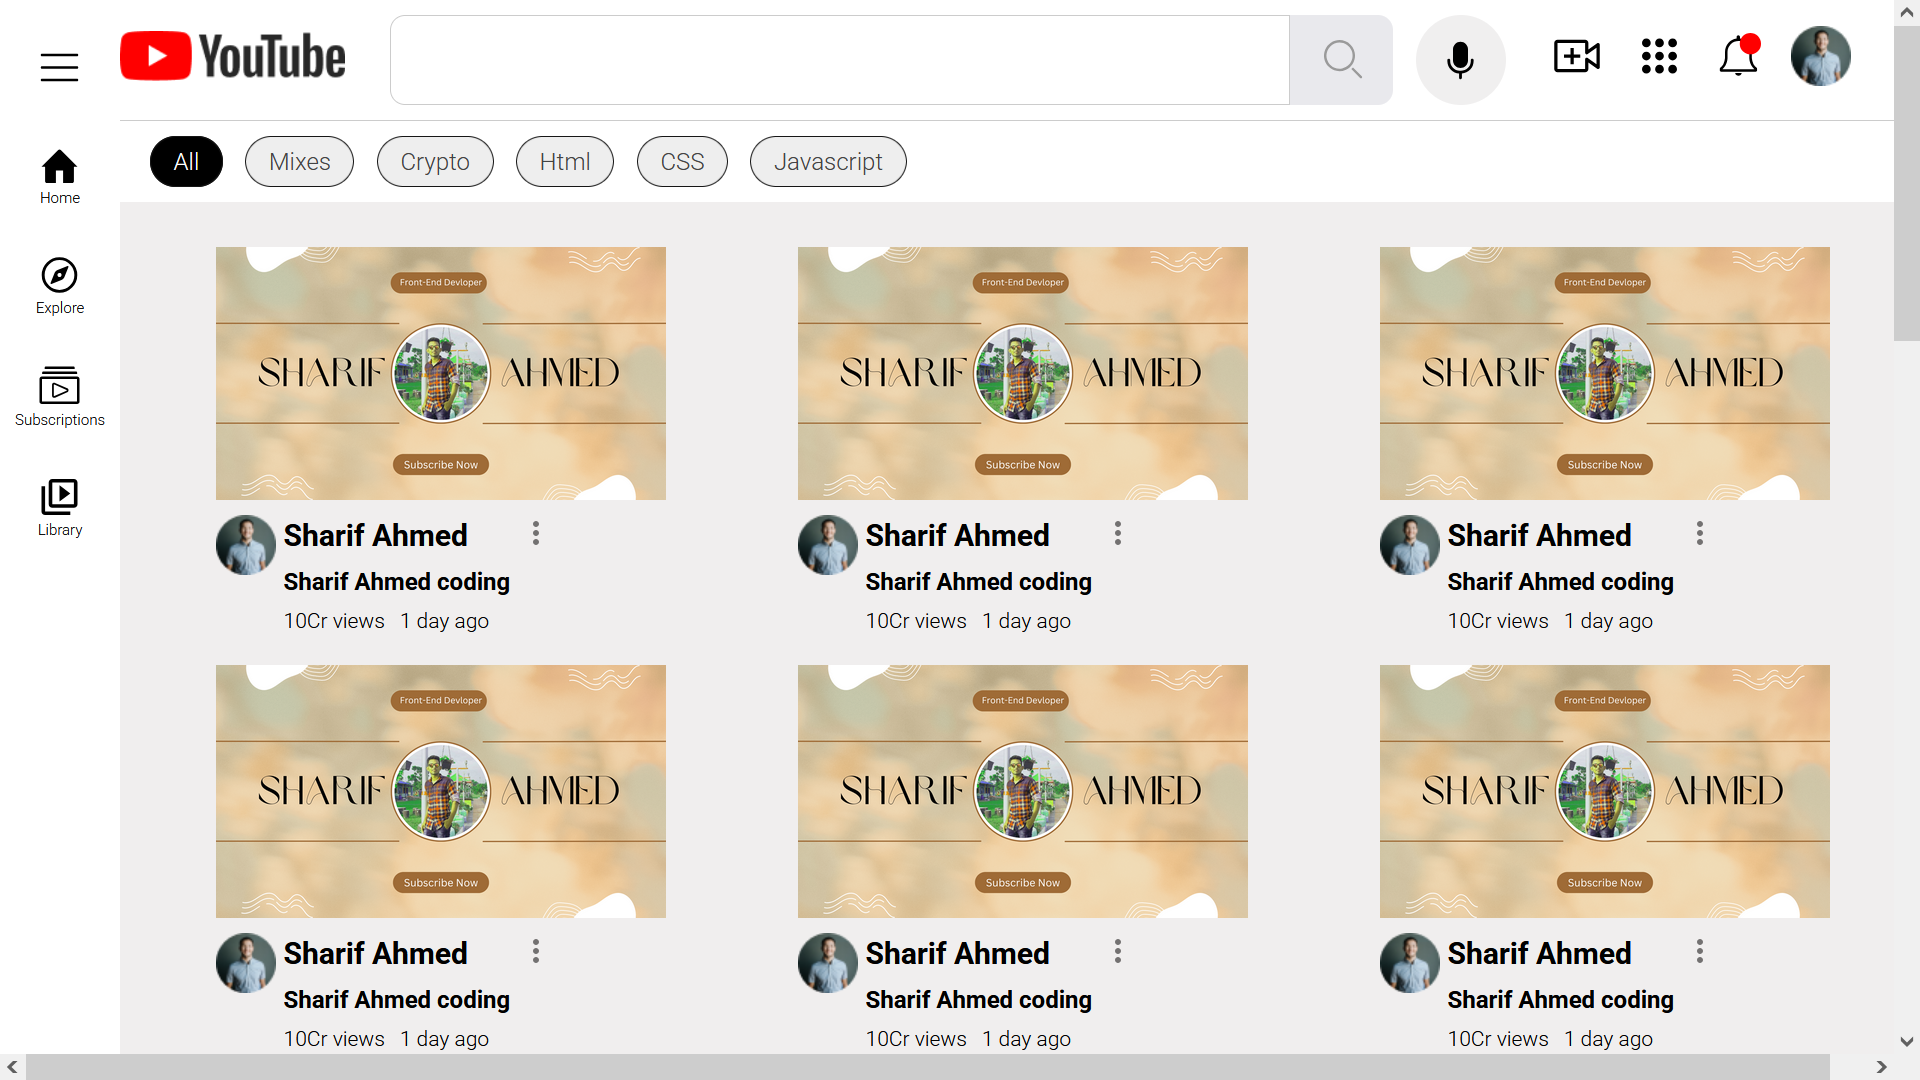 YouTube
All Mixes Crypto Html CSS Javascript
Home
Explore
Subscriptions
Library
Front-End Devloper
SHARIF AHMED
Subscribe Now
Sharif Ahmed
Sharif Ahmed coding
10Cr views 1 day ago
Front-End Devloper
SHARIF AHMED
Subscribe Now
Sharif Ahmed
Sharif Ahmed coding
10Cr views 1 day ago
Front-End Devloper
SHARIF AHMED
Subscribe Now
Sharif Ahmed
Sharif Ahmed coding
10Cr views 1 day ago
Front-End Devloper
SHARIF AHMED
Subscribe Now
Sharif Ahmed
Sharif Ahmed coding
10Cr views 1 day ago
Front-End Devloper
SHARIF AHMED
Subscribe Now
Sharif Ahmed
Sharif Ahmed coding
10Cr views 1 day ago
Front-End Devloper
SHARIF AHMED
Subscribe Now
Sharif Ahmed
Sharif Ahmed coding
10Cr views 1 day ago